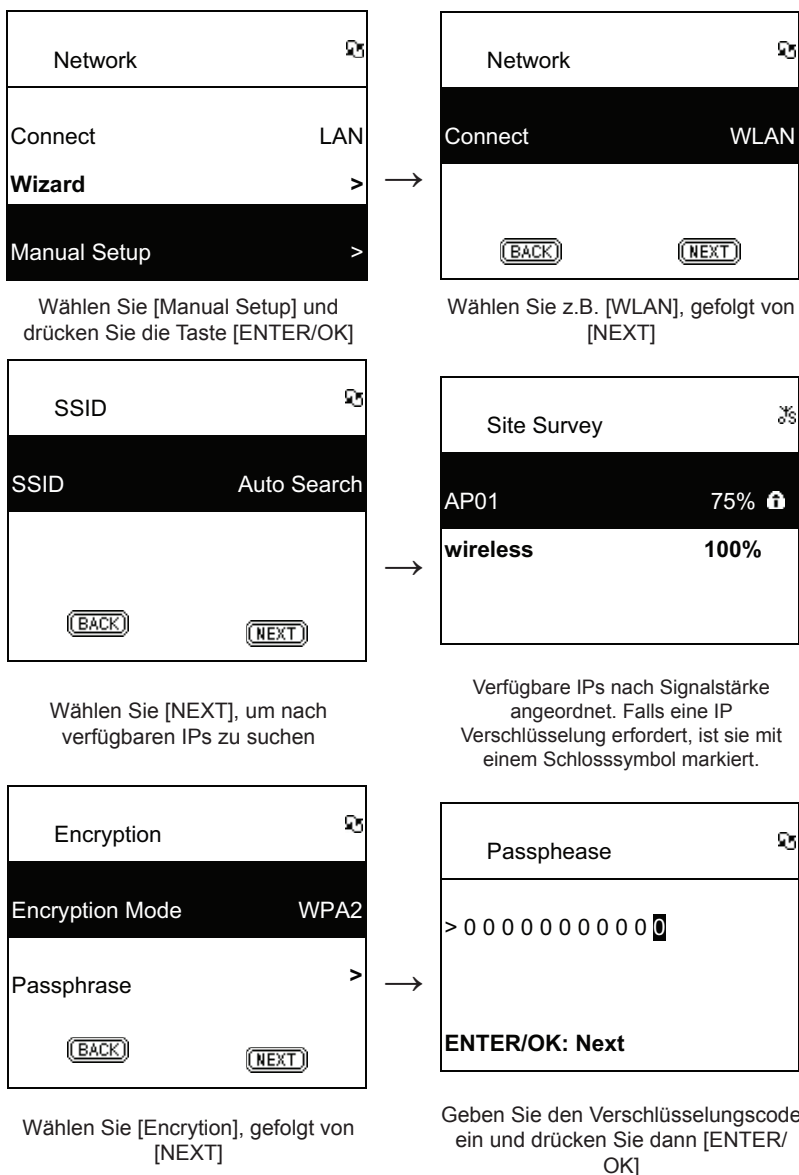 Network
Connect LAN
Wizard >
Manual Setup >
Wählen Sie [Manual Setup] und
drücken Sie die Taste [ENTER/OK]
→
Network
Connect WLAN
BACK NEXT
Wählen Sie z.B. [WLAN], gefolgt von
[NEXT]
SSID
SSID Auto Search
BACK NEXT
Wählen Sie [NEXT], um nach
verfügbaren IPs zu suchen
→
Site Survey
AP01 75%
wireless 100%
Verfügbare IPs nach Signalstärke
angeordnet. Falls eine IP
Verschlüsselung erfordert, ist sie mit
einem Schlosssymbol markiert.
Encryption
Encryption Mode WPA2
Passphrase >
BACK NEXT
Wählen Sie [Encrytion], gefolgt von
[NEXT]
→
Passphease
> 0 0 0 0 0 0 0 0 0 0 0
ENTER/OK: Next
Geben Sie den Verschlüsselungscode
ein und drücken Sie dann [ENTER/
OK]